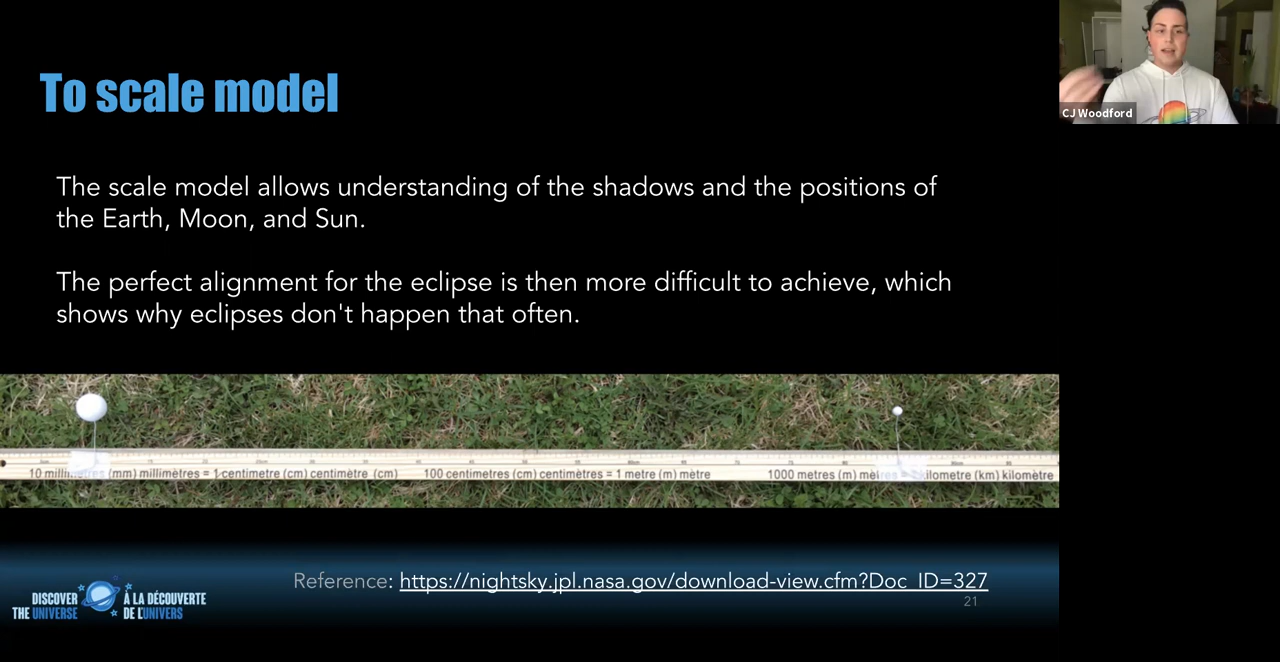 To scale model
CJ Woodford
The scale model allows understanding of the shadows and the positions of
the Earth, Moon, and Sun.
The perfect alignment for the eclipse is then more difficult to achieve, which
shows why eclipses don't happen that often.
10 millimetres (mm) millimètres = 1 centimetre (cm) centimètre (cm) 100 centimetres (cm) centimètres = 1 metre (m) mètre 1000 metres (m) kilomètre (km) kilomètre
Reference: https://nightsky.jpl.nasa.gov/download-view.cfm?Doc_ID=327
21
DISCOVER THE UNIVERSE
À LA DÉCOUVERTE DE L'UNIVERS